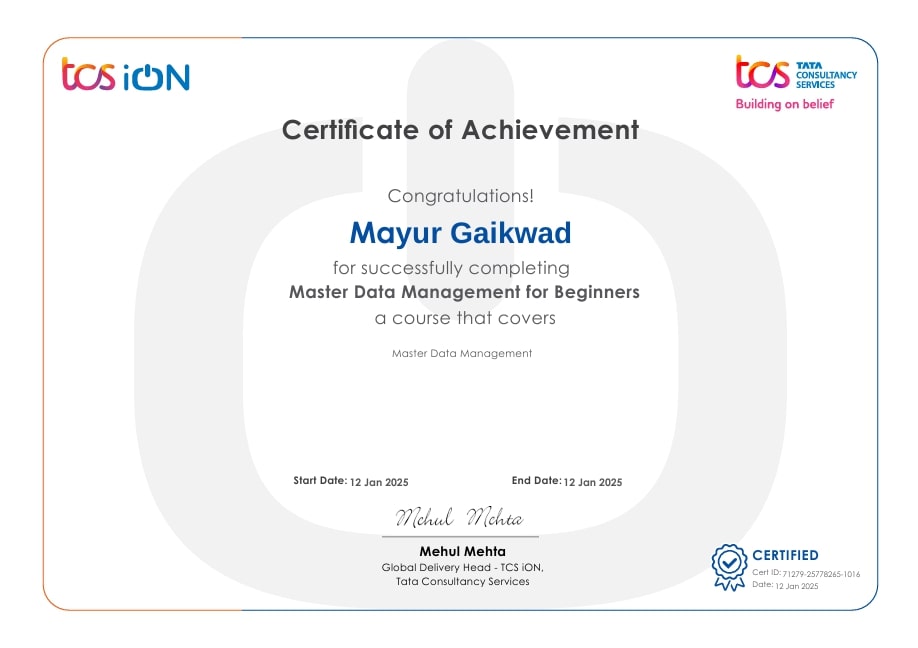 tcs iON
tcs TATA
CONSULTANCY
SERVICES
Building on belief
Certificate of Achievement
Congratulations!
Mayur Gaikwad
for successfully completing
Master Data Management for Beginners
a course that covers
Master Data Management
Start Date: 12 Jan 2025 End Date: 12 Jan 2025
Mehul Mehta
Mehul Mehta
Global Delivery Head - TCS iON,
Tata Consultancy Services
CERTIFIED
Cert ID: 71279-25778265-1016
Date: 12 Jan 2025